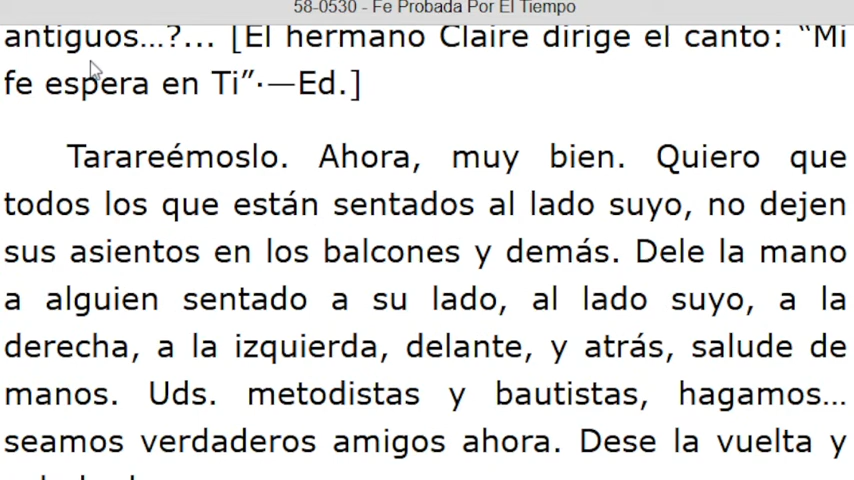 58-0530 - Fe Probada Por El Tiempo
antiguos...?... [El hermano Claire dirige el canto: “Mi
fe espera en Ti”·—Ed.]
Tarareémoslo. Ahora, muy bien. Quiero que
todos los que están sentados al lado suyo, no dejen
sus asientos en los balcones y demás. Dele la mano
a alguien sentado a su lado, al lado suyo, a la
derecha, a la izquierda, delante, y atrás, salude de
manos. Uds. metodistas y bautistas, hagamos...
seamos verdaderos amigos ahora. Dese la vuelta y